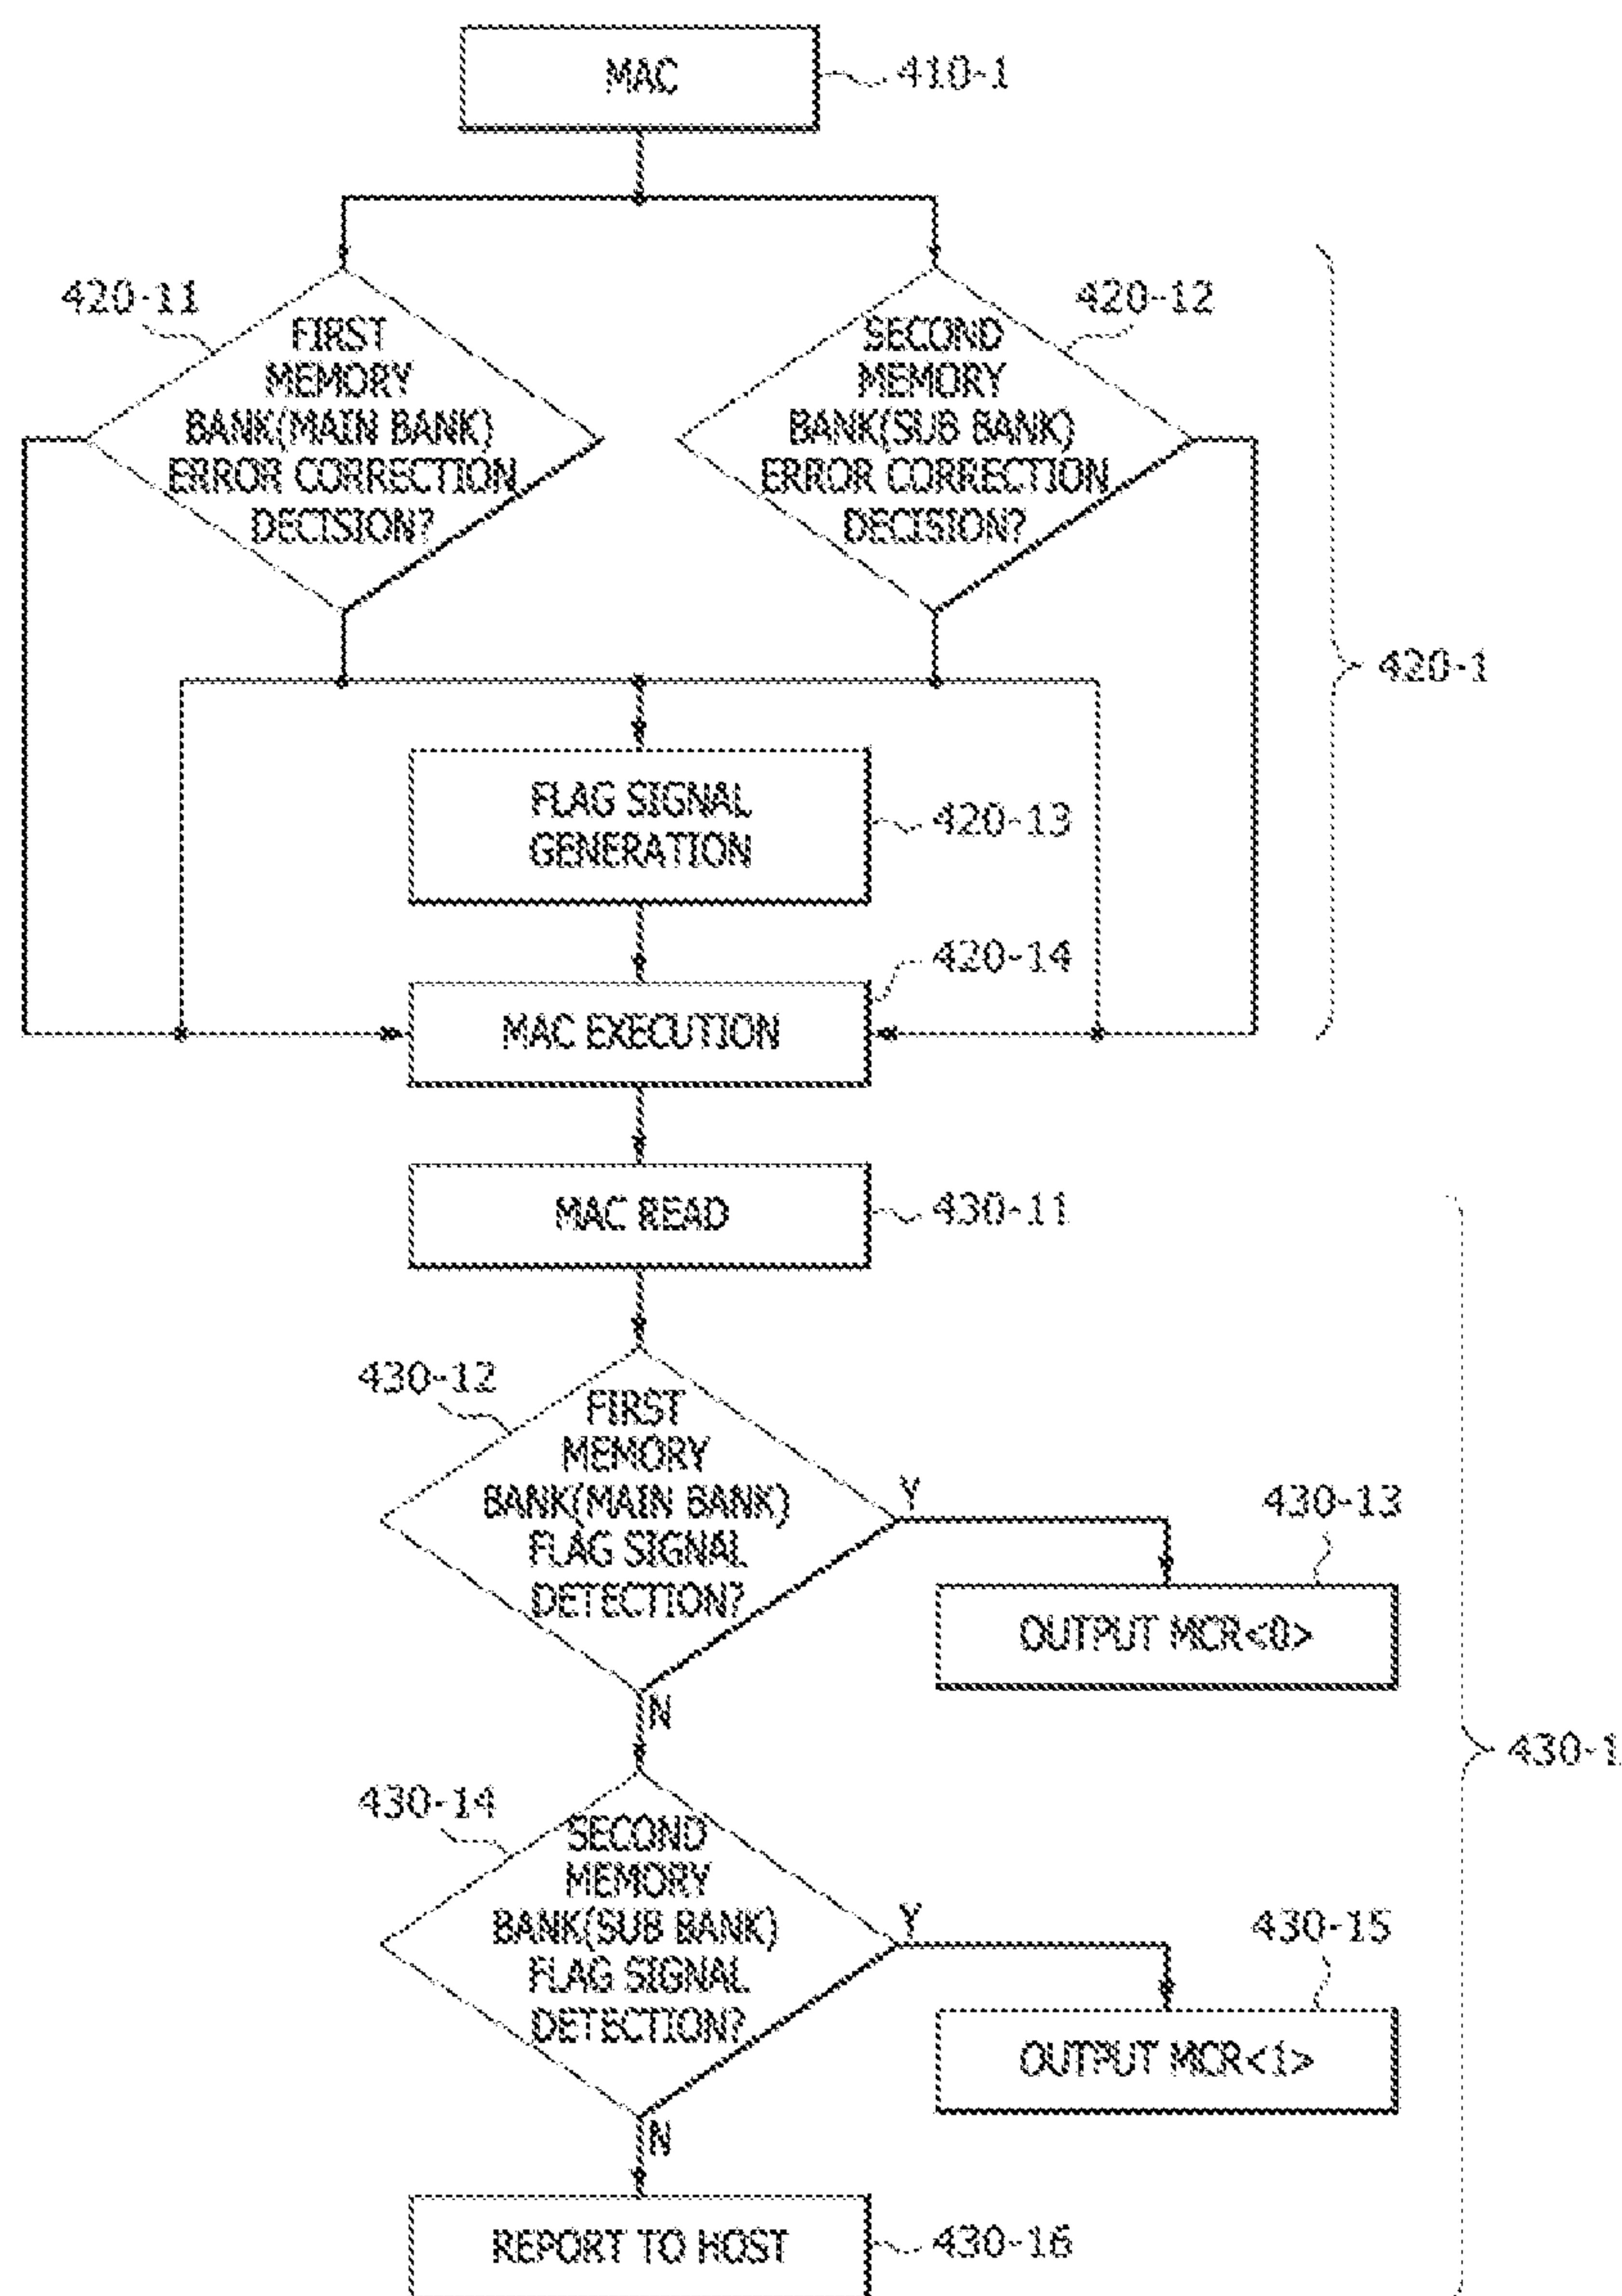 MAC
410-1
420-11
FIRST
MEMORY
BANK(MAIN BANK)
ERROR CORRECTION
DECISION?
420-12
SECOND
MEMORY
BANK(SUB BANK)
ERROR CORRECTION
DECISION?
420-1
FLAG SIGNAL
GENERATION
420-13
420-14
MAC EXECUTION
MAC READ
430-11
430-12
FIRST
MEMORY
BANK(MAIN BANK)
FLAG SIGNAL
DETECTION?
Y
430-13
OUTPUT MCR<0>
N
430-1
430-14
SECOND
MEMORY
BANK(SUB BANK)
FLAG SIGNAL
DETECTION?
Y
430-15
OUTPUT MCR<1>
N
REPORT TO HOST
430-16